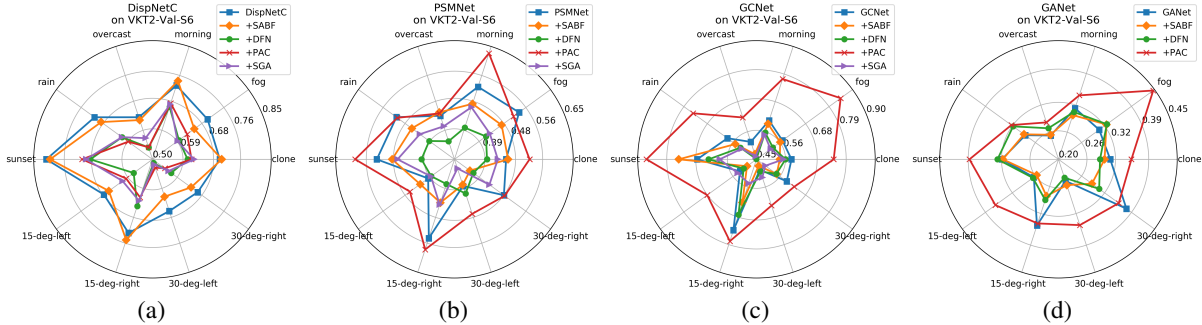 DispNetC
on VKT2-Val-S6
DispNetC
+SABF
+DFN
+PAC
+SGA
overcast
morning
rain
fog
sunset
clone
15-deg-left
30-deg-right
15-deg-right
30-deg-left
0.50
0.59
0.68
0.76
0.85
(a)
PSMNet
on VKT2-Val-S6
PSMNet
+SABF
+DFN
+PAC
+SGA
overcast
morning
rain
fog
sunset
clone
15-deg-left
30-deg-right
15-deg-right
30-deg-left
0.39
0.48
0.56
0.65
(b)
GCNet
on VKT2-Val-S6
GCNet
+SABF
+DFN
+PAC
+SGA
overcast
morning
rain
fog
sunset
clone
15-deg-left
30-deg-right
15-deg-right
30-deg-left
0.45
0.56
0.68
0.79
0.90
(c)
GANet
on VKT2-Val-S6
GANet
+SABF
+DFN
+PAC
overcast
morning
rain
fog
sunset
clone
15-deg-left
30-deg-right
15-deg-right
30-deg-left
0.20
0.26
0.32
0.39
0.45
(d)